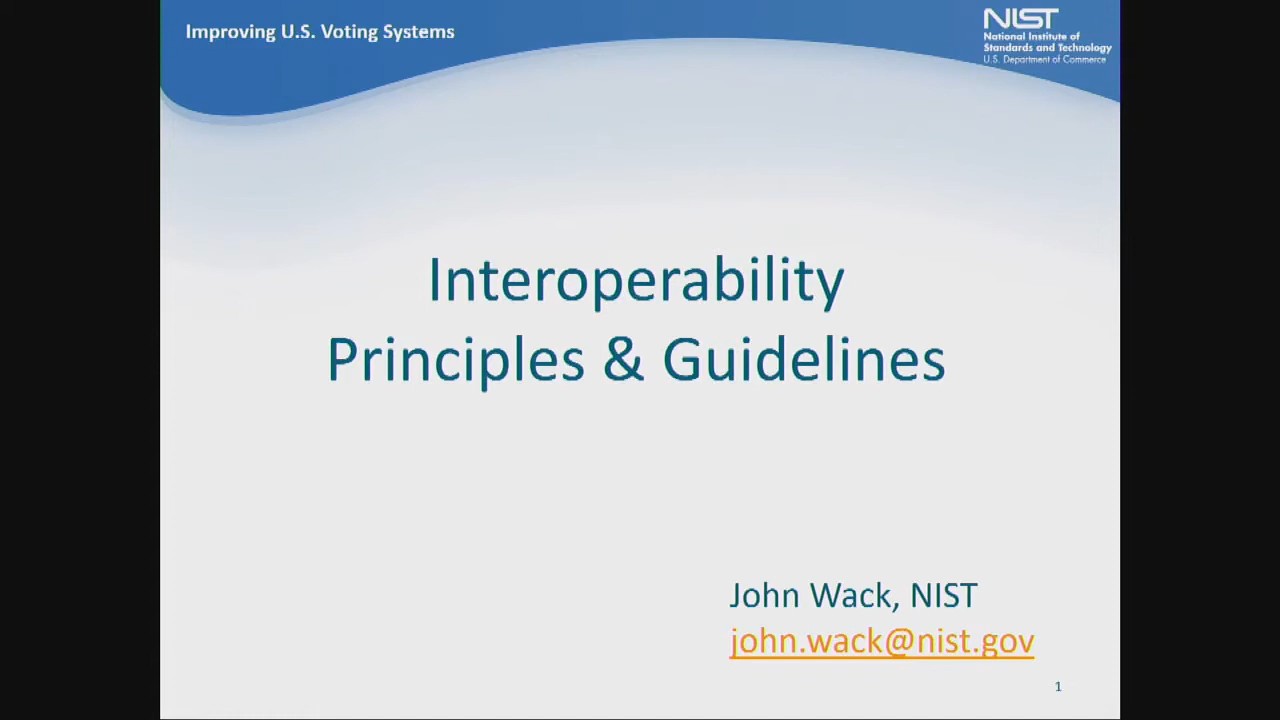 Improving U.S. Voting Systems
NIST
National Institute of
Standards and Technology
U.S. Department of Commerce
Interoperability
Principles & Guidelines
John Wack, NIST
john.wack@nist.gov
1